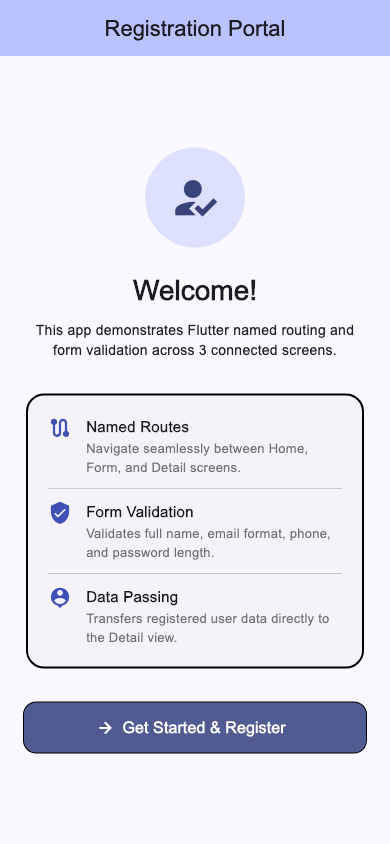 Registration Portal
Welcome!
This app demonstrates Flutter named routing and
form validation across 3 connected screens.
Named Routes
Navigate seamlessly between Home,
Form, and Detail screens.
Form Validation
Validates full name, email format, phone,
and password length.
Data Passing
Transfers registered user data directly to
the Detail view.
Get Started & Register